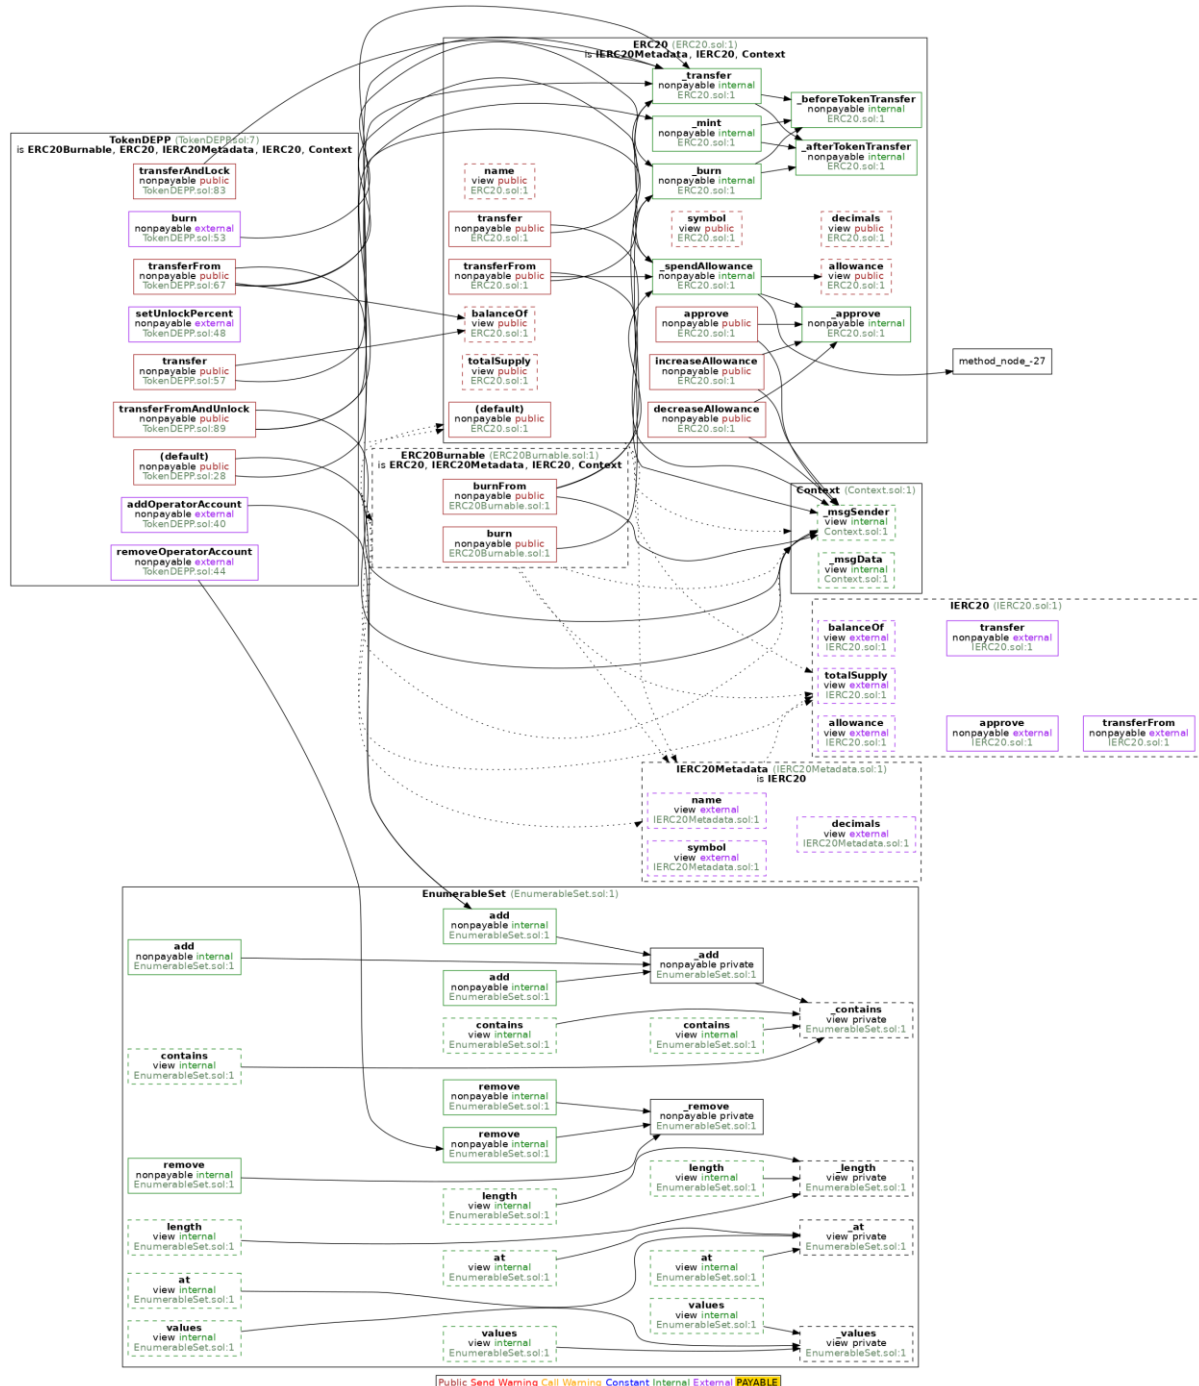 TokenDEPP (TokenDEPP.sol:7)
is ERC20Burnable, ERC20, IERC20Metadata, IERC20, Context
transferAndLock
nonpayable public
TokenDEPP.sol:83
burn
nonpayable external
TokenDEPP.sol:53
transferFrom
nonpayable public
TokenDEPP.sol:67
setUnlockPercent
nonpayable external
TokenDEPP.sol:48
transfer
nonpayable public
TokenDEPP.sol:57
transferFromAndUnlock
nonpayable public
TokenDEPP.sol:89
(default)
nonpayable public
TokenDEPP.sol:28
addOperatorAccount
nonpayable external
TokenDEPP.sol:40
removeOperatorAccount
nonpayable external
TokenDEPP.sol:44
ERC20 (ERC20.sol:1)
is IERC20Metadata, IERC20, Context
name
view public
ERC20.sol:1
transfer
nonpayable public
ERC20.sol:1
transferFrom
nonpayable public
ERC20.sol:1
balanceOf
view public
ERC20.sol:1
totalSupply
view public
ERC20.sol:1
(default)
nonpayable public
ERC20.sol:1
_transfer
nonpayable internal
ERC20.sol:1
_mint
nonpayable internal
ERC20.sol:1
_burn
nonpayable internal
ERC20.sol:1
symbol
view public
ERC20.sol:1
_spendAllowance
nonpayable internal
ERC20.sol:1
approve
nonpayable public
ERC20.sol:1
increaseAllowance
nonpayable public
ERC20.sol:1
decreaseAllowance
nonpayable public
ERC20.sol:1
_beforeTokenTransfer
nonpayable internal
ERC20.sol:1
_afterTokenTransfer
nonpayable internal
ERC20.sol:1
decimals
view public
ERC20.sol:1
allowance
view public
ERC20.sol:1
_approve
nonpayable internal
ERC20.sol:1
method_node_-27
ERC20Burnable (ERC20Burnable.sol:1)
is ERC20, IERC20Metadata, IERC20, Context
burnFrom
nonpayable public
ERC20Burnable.sol:1
burn
nonpayable public
ERC20Burnable.sol:1
Context (Context.sol:1)
_msgSender
view internal
Context.sol:1
_msgData
view internal
Context.sol:1
IERC20 (IERC20.sol:1)
balanceOf
view external
IERC20.sol:1
transfer
nonpayable external
IERC20.sol:1
totalSupply
view external
IERC20.sol:1
allowance
view external
IERC20.sol:1
approve
nonpayable external
IERC20.sol:1
transferFrom
nonpayable external
IERC20.sol:1
IERC20Metadata (IERC20Metadata.sol:1)
is IERC20
name
view external
IERC20Metadata.sol:1
symbol
view external
IERC20Metadata.sol:1
decimals
view external
IERC20Metadata.sol:1
EnumerableSet (EnumerableSet.sol:1)
add
nonpayable internal
EnumerableSet.sol:1
contains
view internal
EnumerableSet.sol:1
remove
nonpayable internal
EnumerableSet.sol:1
length
view internal
EnumerableSet.sol:1
at
view internal
EnumerableSet.sol:1
values
view internal
EnumerableSet.sol:1
add
nonpayable internal
EnumerableSet.sol:1
add
nonpayable internal
EnumerableSet.sol:1
contains
view internal
EnumerableSet.sol:1
remove
nonpayable internal
EnumerableSet.sol:1
remove
nonpayable internal
EnumerableSet.sol:1
length
view internal
EnumerableSet.sol:1
at
view internal
EnumerableSet.sol:1
values
view internal
EnumerableSet.sol:1
_add
nonpayable private
EnumerableSet.sol:1
contains
view internal
EnumerableSet.sol:1
_remove
nonpayable private
EnumerableSet.sol:1
length
view internal
EnumerableSet.sol:1
at
view internal
EnumerableSet.sol:1
values
view internal
EnumerableSet.sol:1
_contains
view private
EnumerableSet.sol:1
_length
view private
EnumerableSet.sol:1
_at
view private
EnumerableSet.sol:1
_values
view private
EnumerableSet.sol:1
Public Send Warning Call Warning Constant Internal External PAYABLE